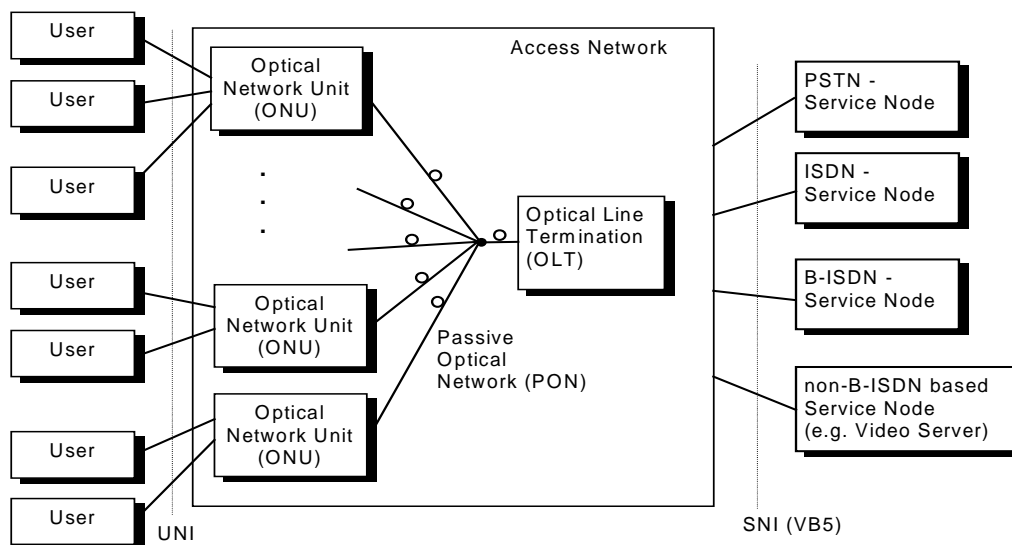 User
User
User
User
User
User
User
UNI
Access Network
Optical
Network Unit
(ONU)
Optical
Network Unit
(ONU)
Optical
Network Unit
(ONU)
Passive
Optical
Network (PON)
Optical Line
Termination
(OLT)
SNI (VB5)
PSTN -
Service Node
ISDN -
Service Node
B-ISDN -
Service Node
non-B-ISDN based
Service Node
(e.g. Video Server)